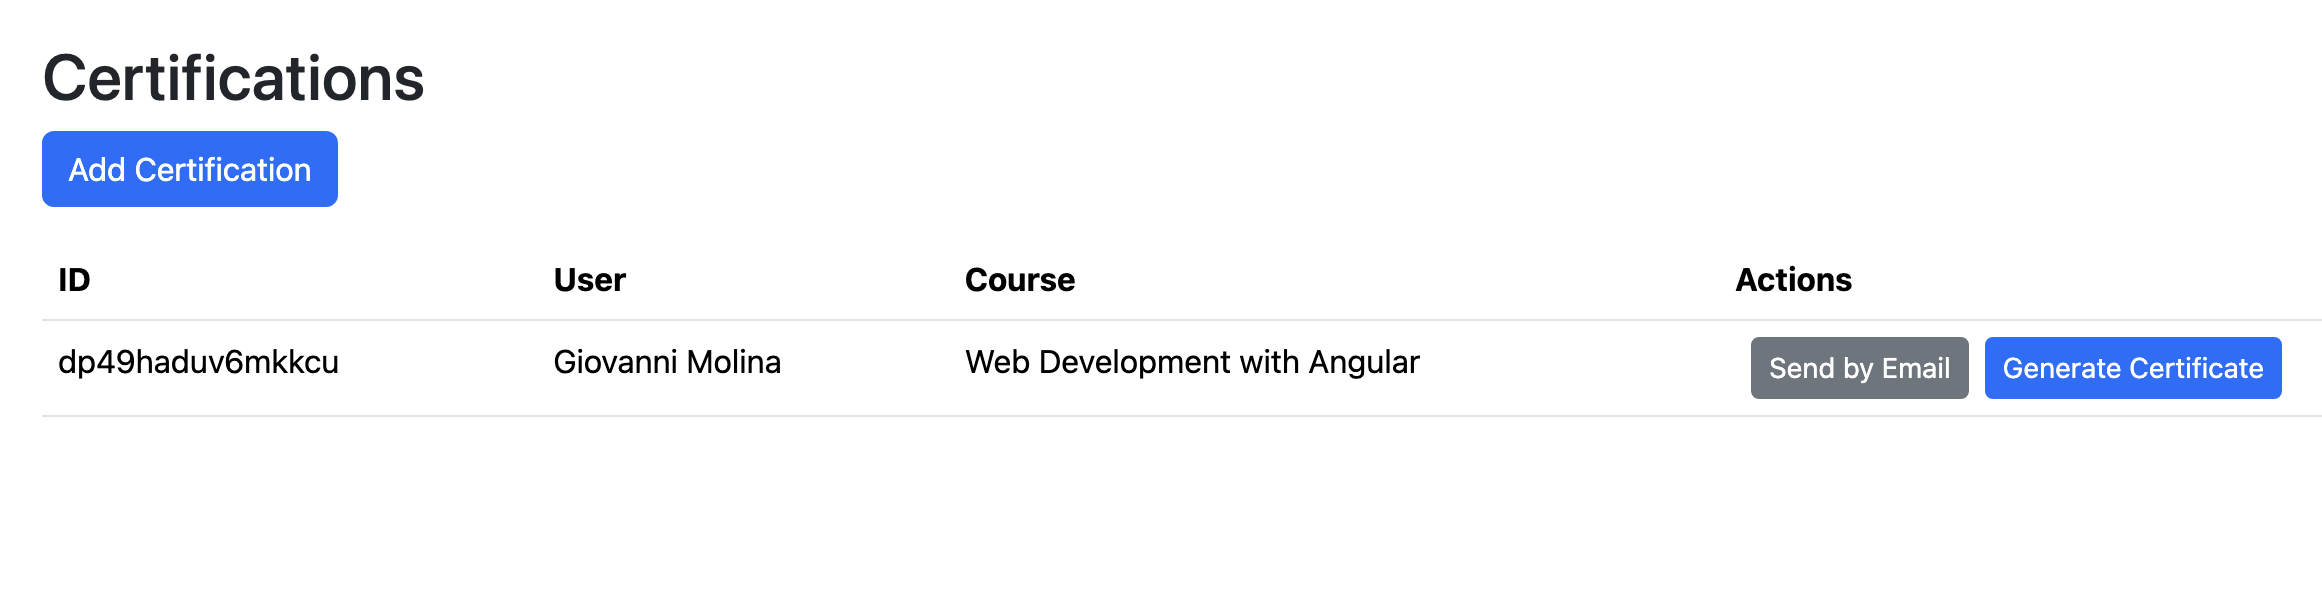 Certifications
Add Certification
ID User Course Actions
dp49haduv6mkkcu Giovanni Molina Web Development with Angular Send by Email Generate Certificate